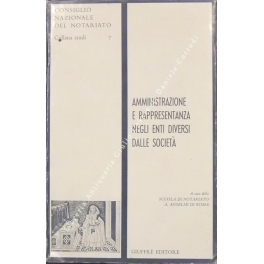 CONSIGLIO
NAZIONALE
DEL NOTARIATO
Collana studi 7
AMMINISTRAZIONE
E RAPPRESENTANZA
NEGLI ENTI DIVERSI
DALLE SOCIETÀ
A cura della
SCUOLA DI NOTARIATO
A. ANSELMI DI ROMA
GIUFFRÈ EDITORE